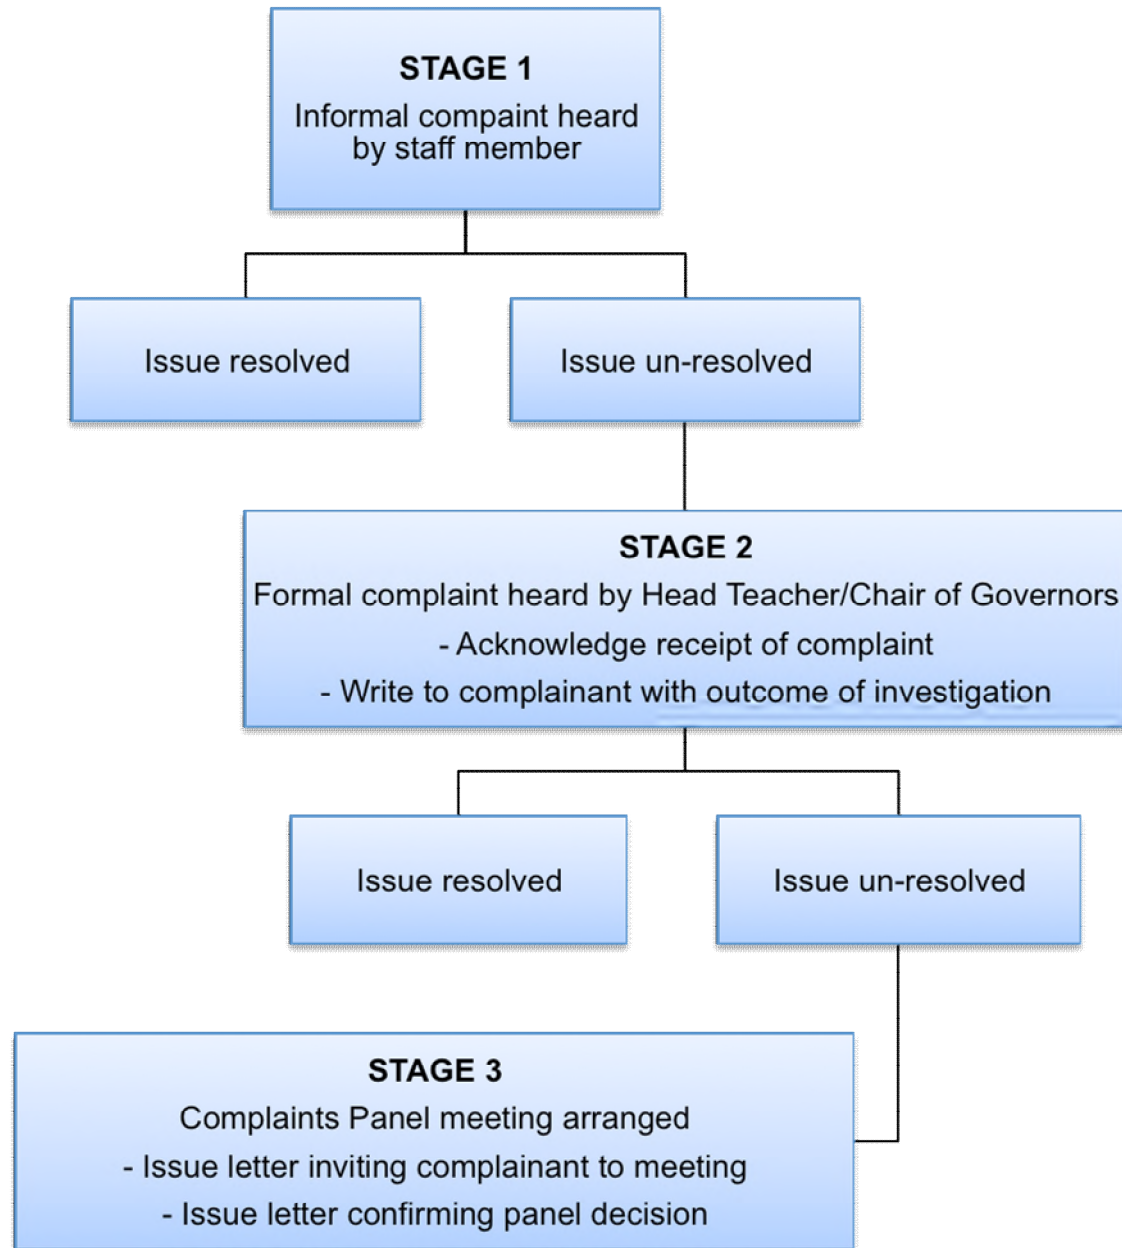 STAGE 1
Informal compaint heard
by staff member
Issue resolved
Issue un-resolved
STAGE 2
Formal complaint heard by Head Teacher/Chair of Governors
- Acknowledge receipt of complaint
- Write to complainant with outcome of investigation
Issue resolved
Issue un-resolved
STAGE 3
Complaints Panel meeting arranged
- Issue letter inviting complainant to meeting
- Issue letter confirming panel decision